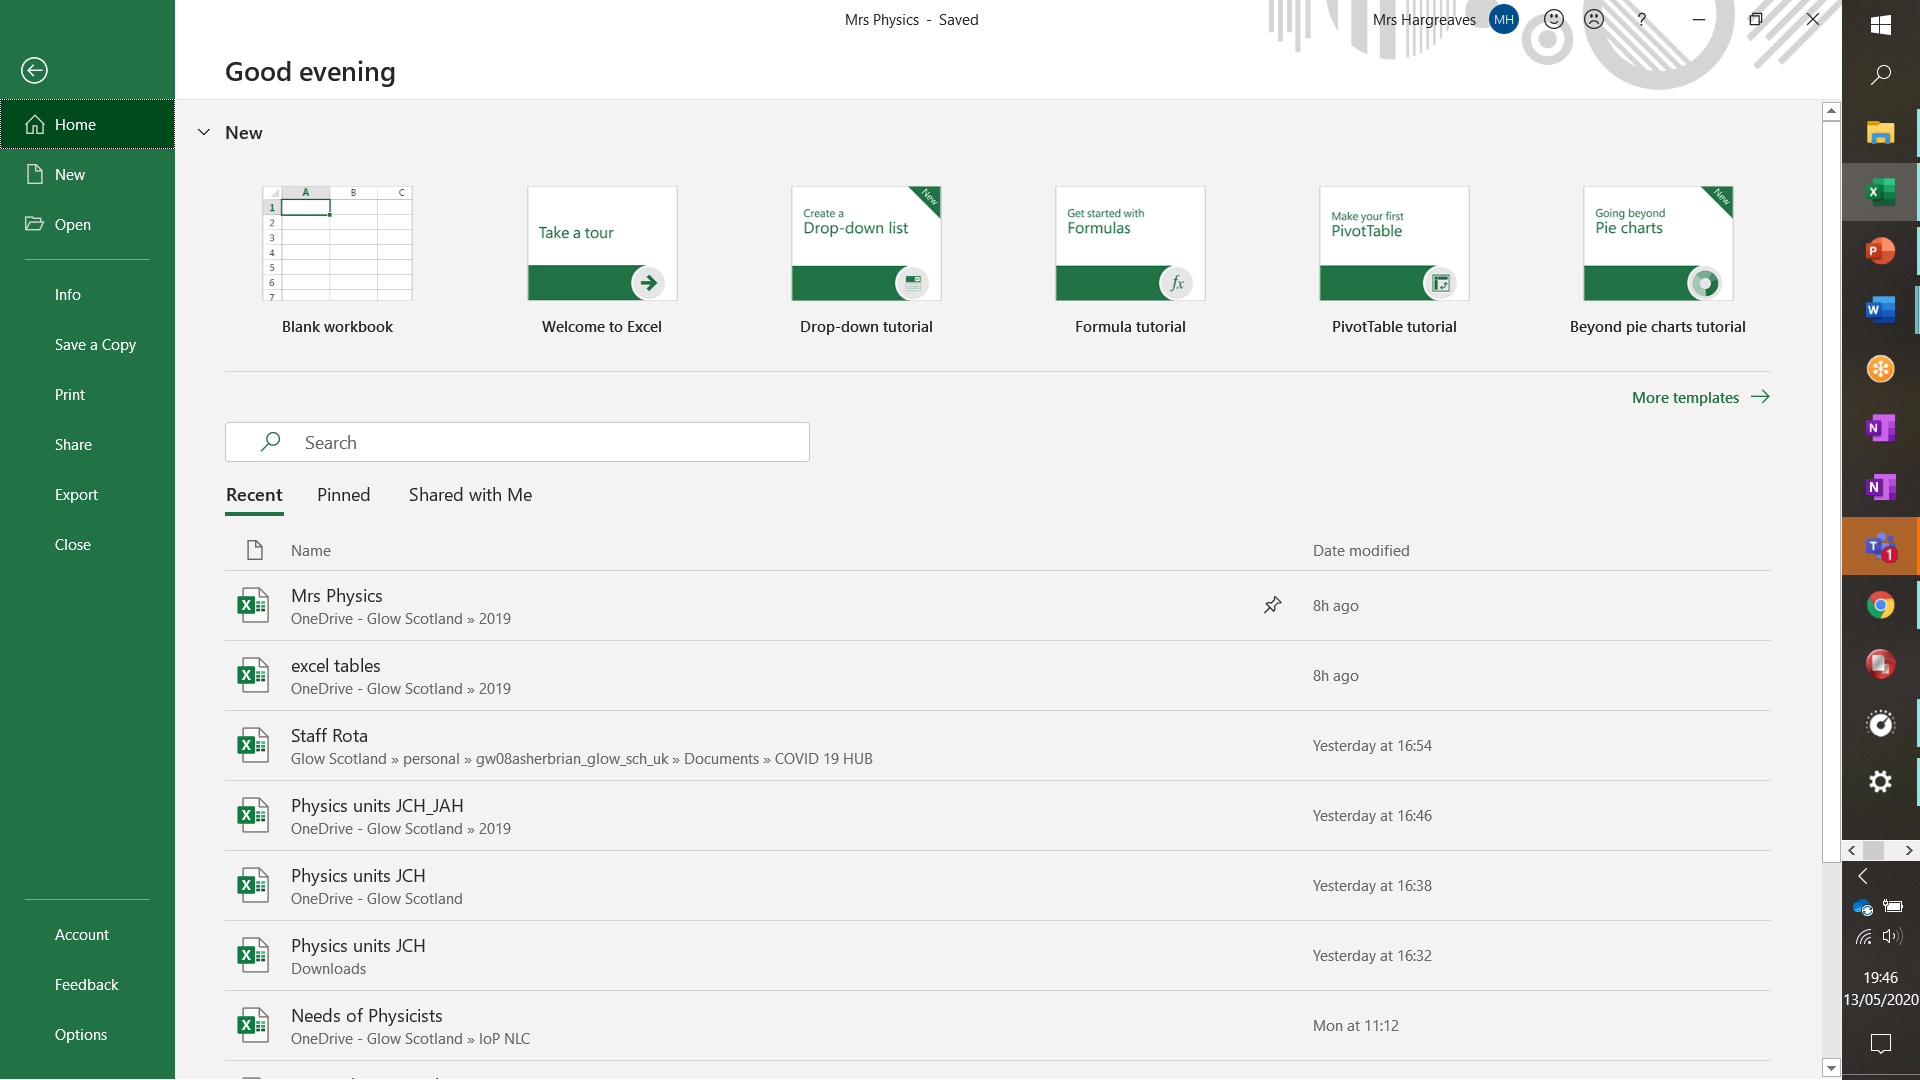 Mrs Physics - Saved
Mrs Hargreaves MH ?
Good evening
Home
New
Open
Info
Save a Copy
Print
Share
Export
Close
Account
Feedback
Options
New
A B C
1
2
3
4
5
6
7
Blank workbook
Take a tour
Welcome to Excel
New
Create a
Drop-down list
Drop-down tutorial
Get started with
Formulas
fx
Formula tutorial
Make your first
PivotTable
PivotTable tutorial
New
Going beyond
Pie charts
Beyond pie charts tutorial
More templates
Search
Recent Pinned Shared with Me
Name Date modified
Mrs Physics
OneDrive - Glow Scotland » 2019
8h ago
excel tables
OneDrive - Glow Scotland » 2019
8h ago
Staff Rota
Glow Scotland » personal » gw08asherbrian_glow_sch_uk » Documents » COVID 19 HUB
Yesterday at 16:54
Physics units JCH_JAH
OneDrive - Glow Scotland » 2019
Yesterday at 16:46
Physics units JCH
OneDrive - Glow Scotland
Yesterday at 16:38
Physics units JCH
Downloads
Yesterday at 16:32
Needs of Physicists
OneDrive - Glow Scotland » IoP NLC
Mon at 11:12
X
P
W
N
N
T 1
19:46
13/05/2020